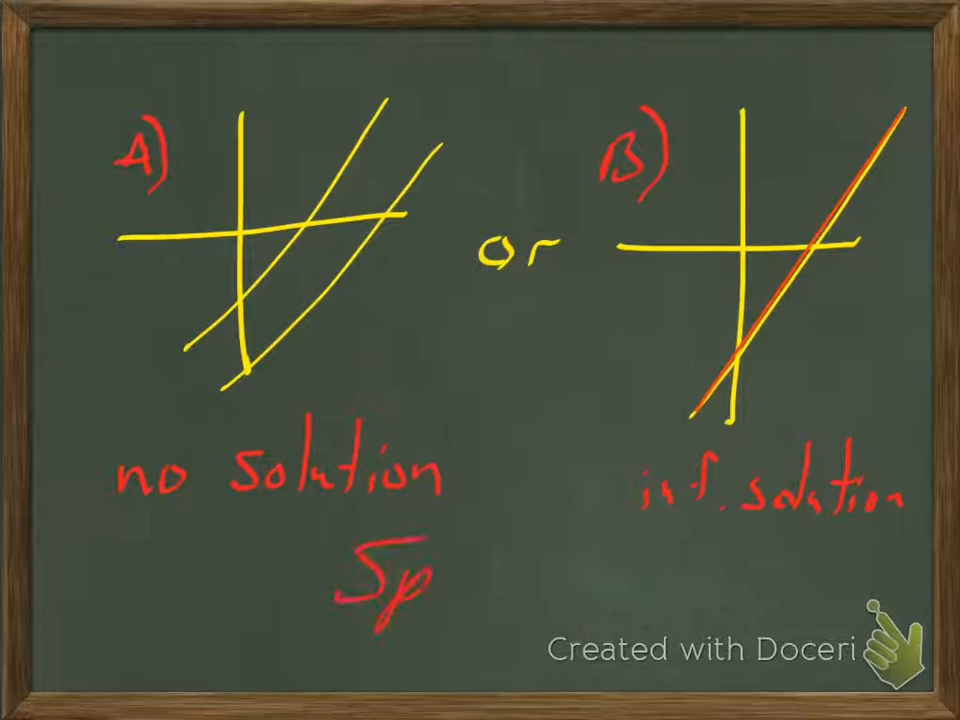 A)
B)
or
no solution
inf. solution
Sp
Created with Doceri